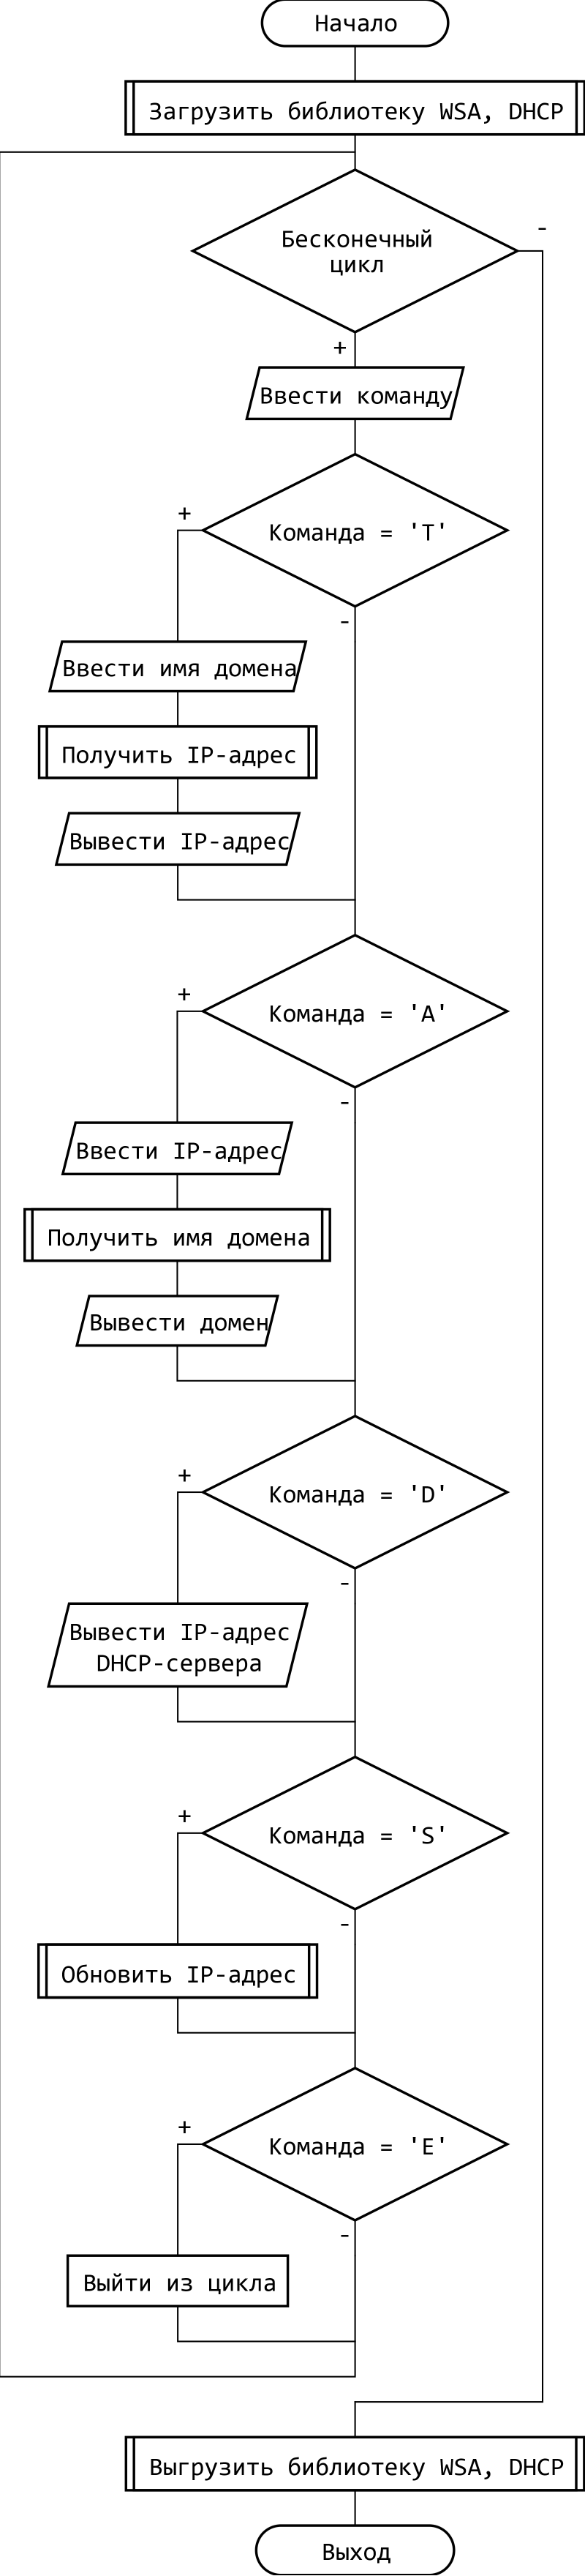 Начало
Загрузить библиотеку WSA, DHCP
-
Бесконечный
цикл
+
Ввести команду
+
Команда = 'T'
-
Ввести имя домена
Получить IP-адрес
Вывести IP-адрес
+
Команда = 'A'
-
Ввести IP-адрес
Получить имя домена
Вывести домен
+
Команда = 'D'
-
Вывести IP-адрес
DHCP-сервера
+
Команда = 'S'
-
Обновить IP-адрес
+
Команда = 'E'
-
Выйти из цикла
Выгрузить библиотеку WSA, DHCP
Выход